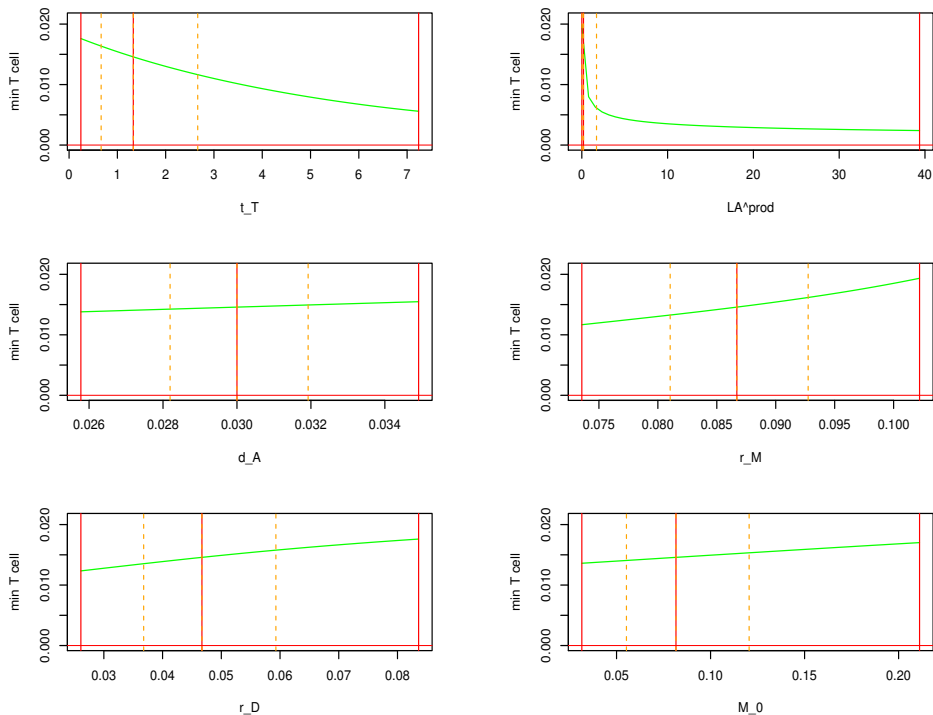 min T cell
0.000 0.010 0.020
0 1 2 3 4 5 6 7
t_T
min T cell
0.000 0.010 0.020
0 10 20 30 40
LA^prod
min T cell
0.000 0.010 0.020
0.026 0.028 0.030 0.032 0.034
d_A
min T cell
0.000 0.010 0.020
0.075 0.080 0.085 0.090 0.095 0.100
r_M
min T cell
0.000 0.010 0.020
0.03 0.04 0.05 0.06 0.07 0.08
r_D
min T cell
0.000 0.010 0.020
0.05 0.10 0.15 0.20
M_0